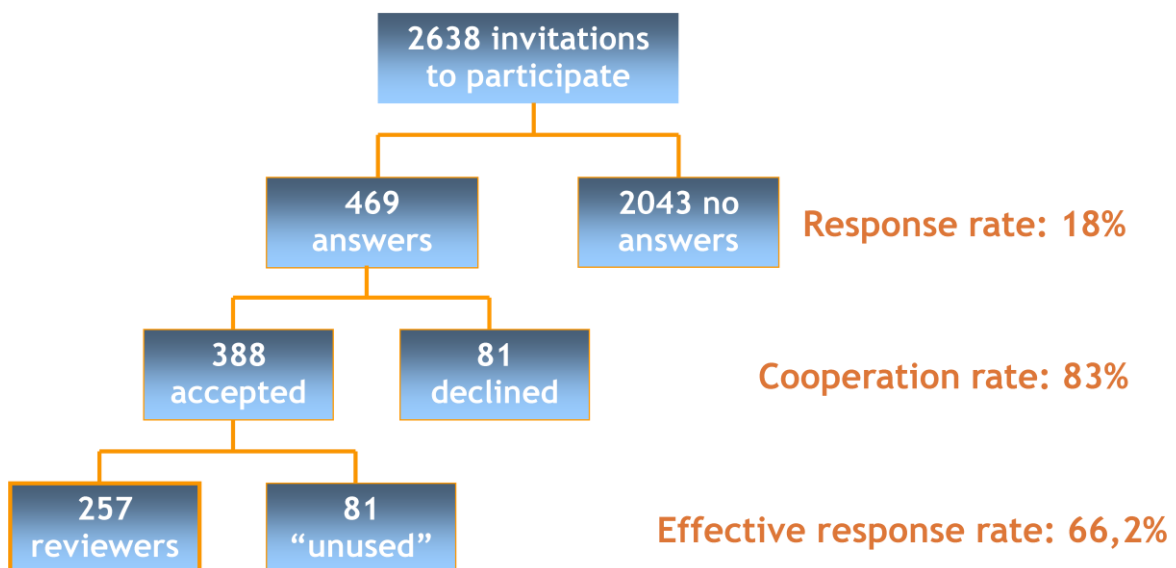 2638 invitations
to participate
469
answers
2043 no
answers
Response rate: 18%
388
accepted
81
declined
Cooperation rate: 83%
257
reviewers
81
“unused”
Effective response rate: 66,2%